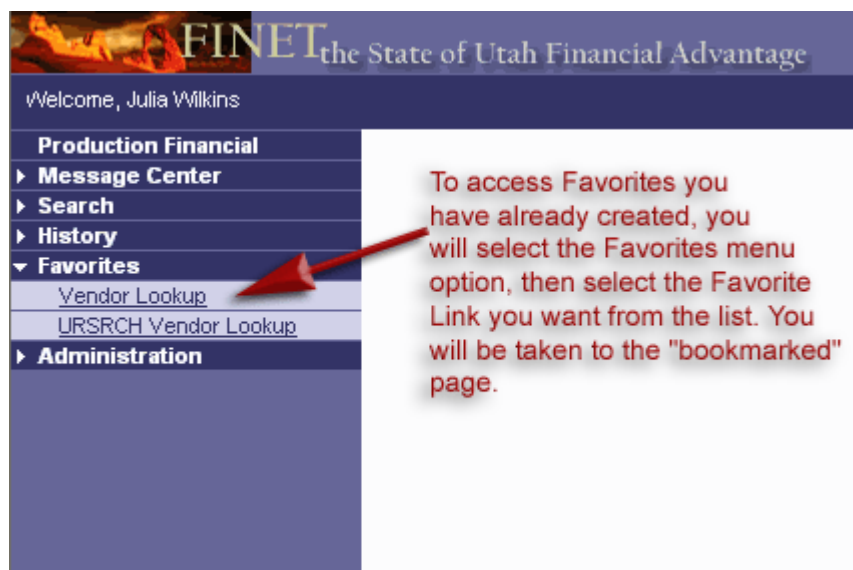 FINET the State of Utah Financial Advantage
Welcome, Julia Wilkins
Production Financial
Message Center
Search
History
Favorites
Vendor Lookup
URSRCH Vendor Lookup
Administration
To access Favorites you
have already created, you
will select the Favorites menu
option, then select the Favorite
Link you want from the list. You
will be taken to the "bookmarked"
page.